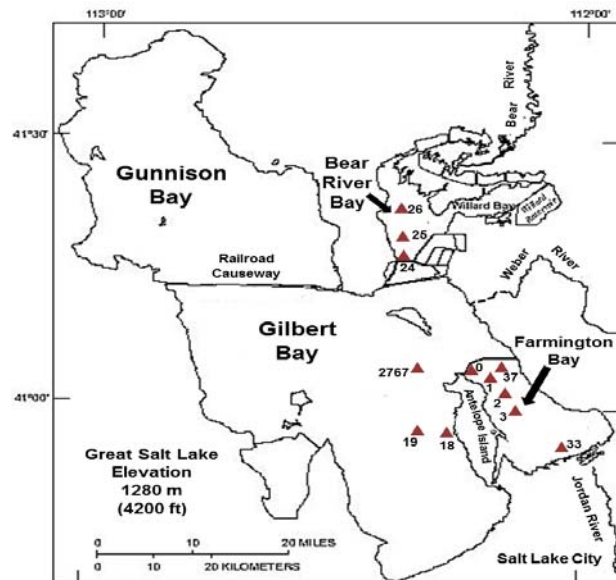 113°00'
112°00'
41°30'
Bear
River
Gunnison
Bay
Bear
River
Bay
26
Willard Bay
Willard
Reservoir
25
24
Railroad
Causeway
Weber
River
Gilbert
Bay
Farmington
Bay
2767
0
37
1
2
3
41°00'
Antelope Island
19
18
33
Great Salt Lake
Elevation
1280 m
(4200 ft)
Jordan River
0 10 20 MILES
0 10 20 KILOMETERS
Salt Lake City